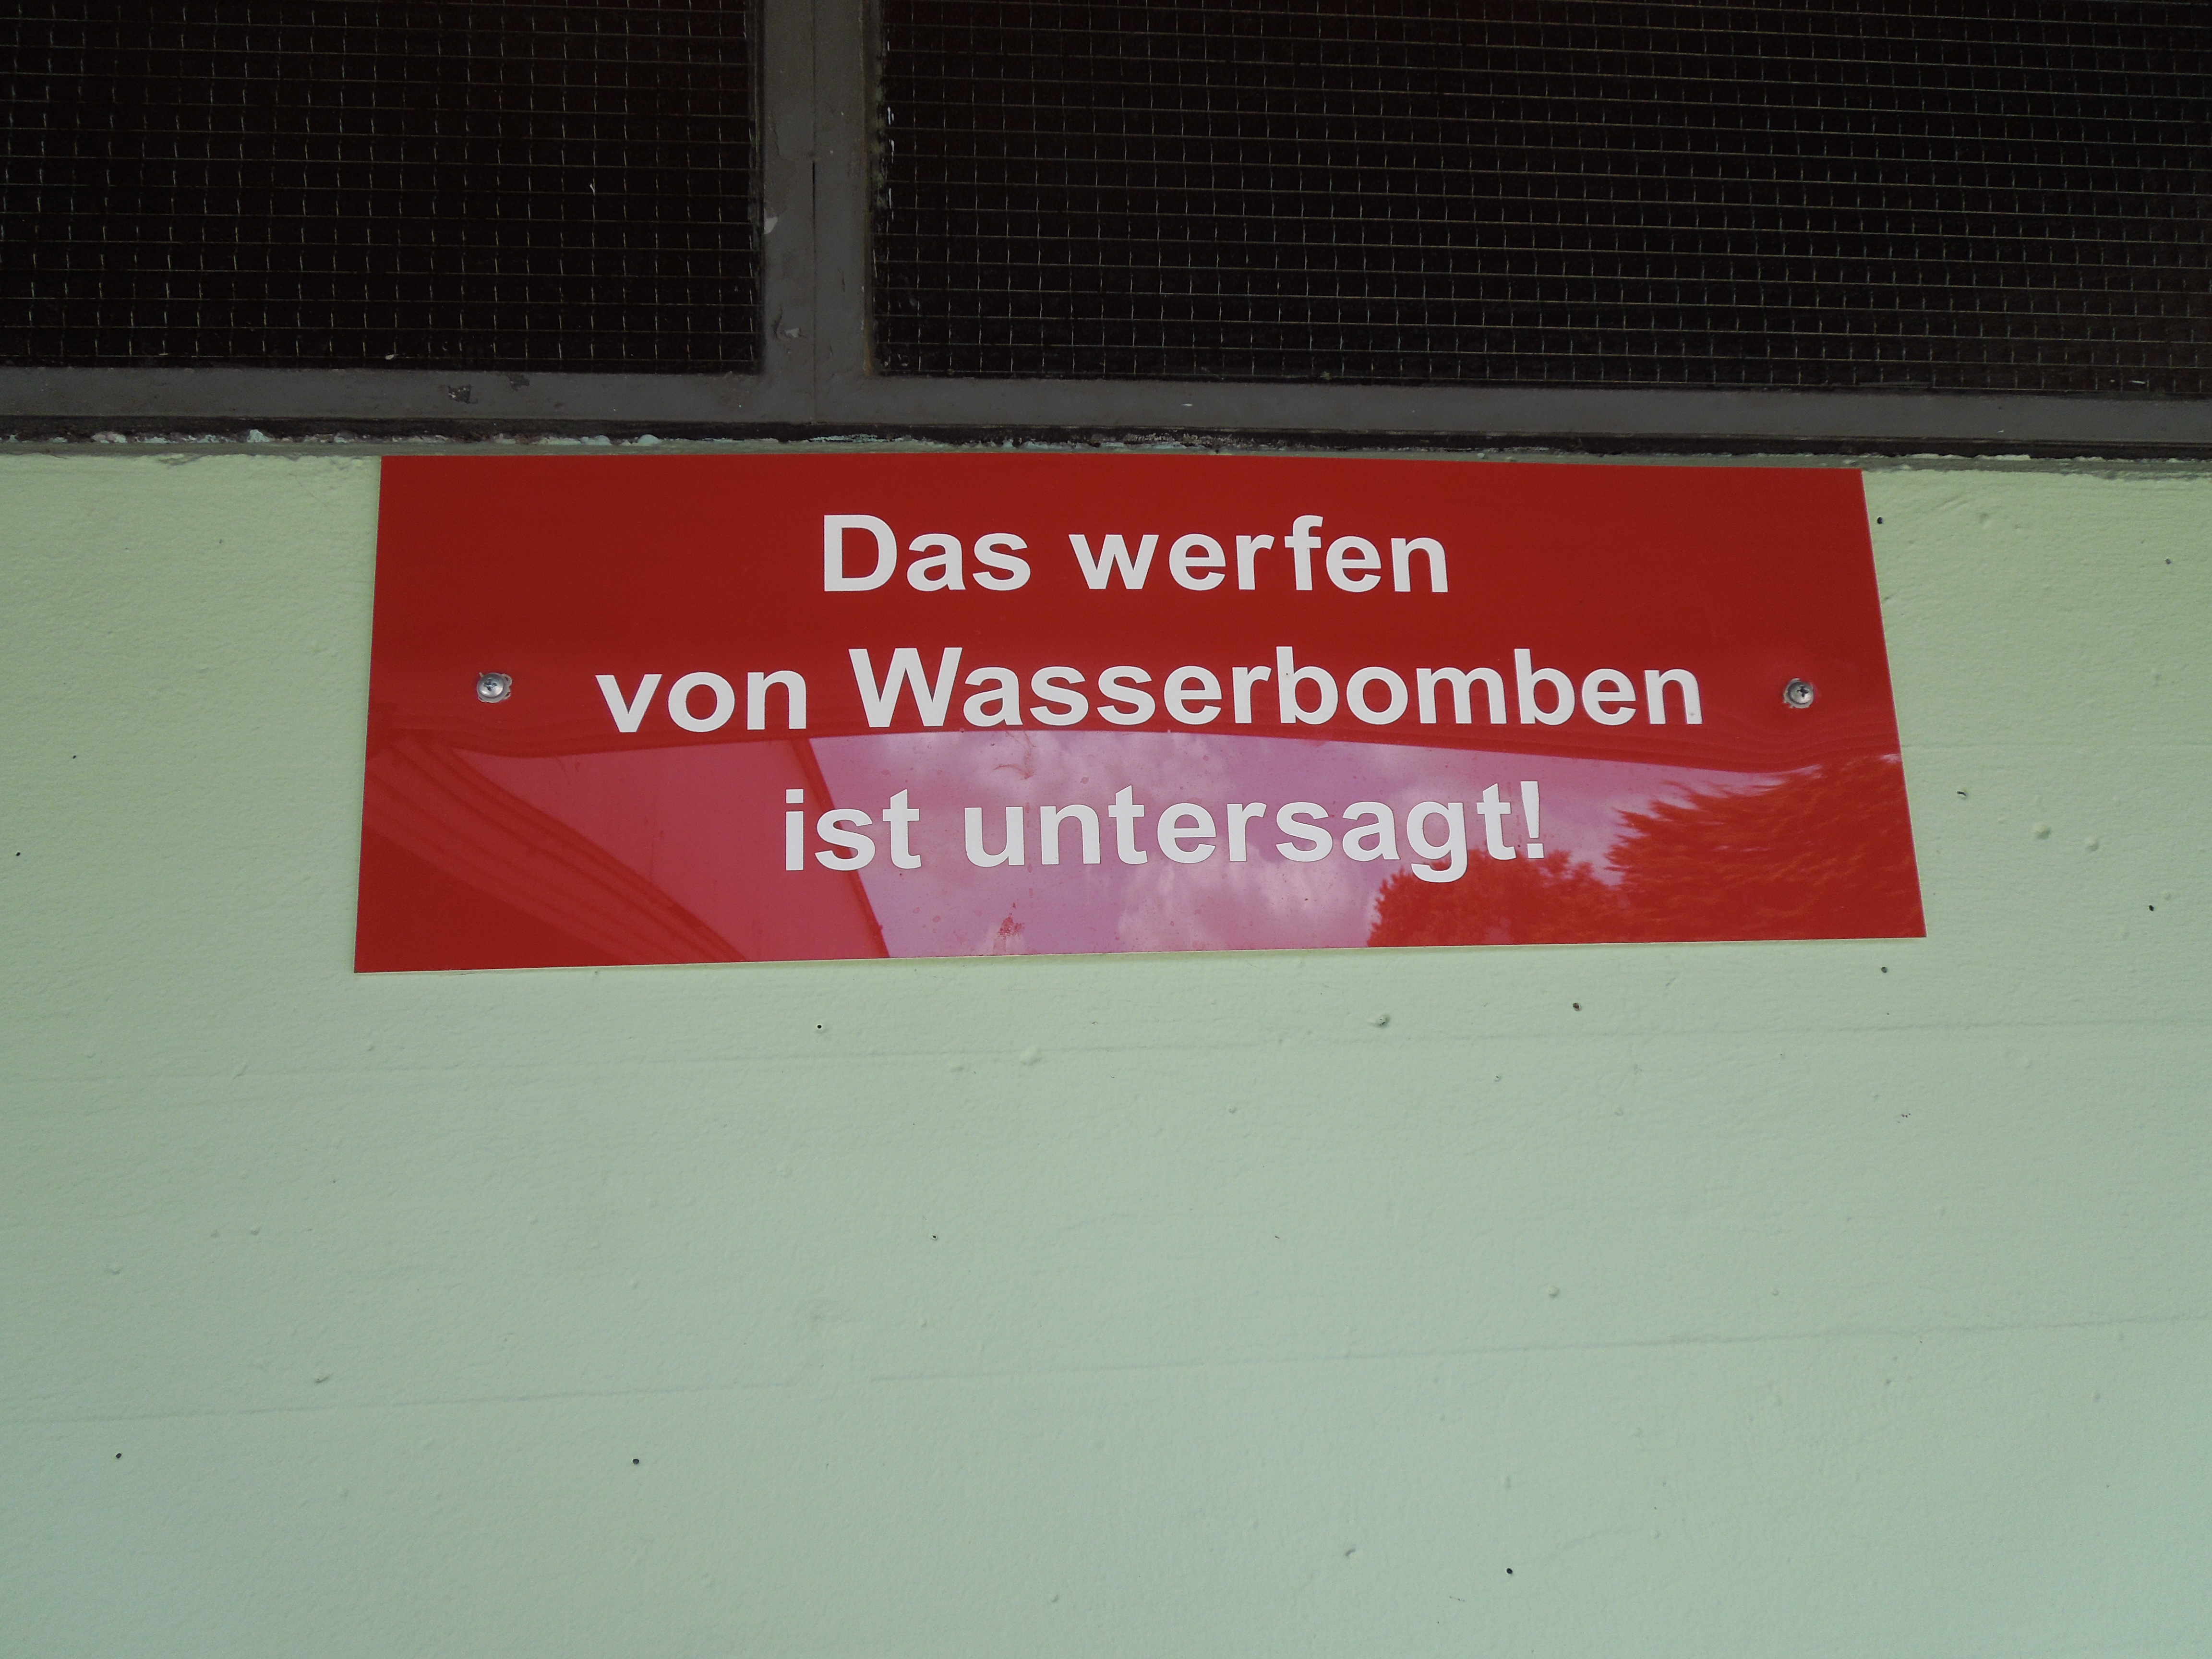 Das werfen
von Wasserbomben
ist untersagt!